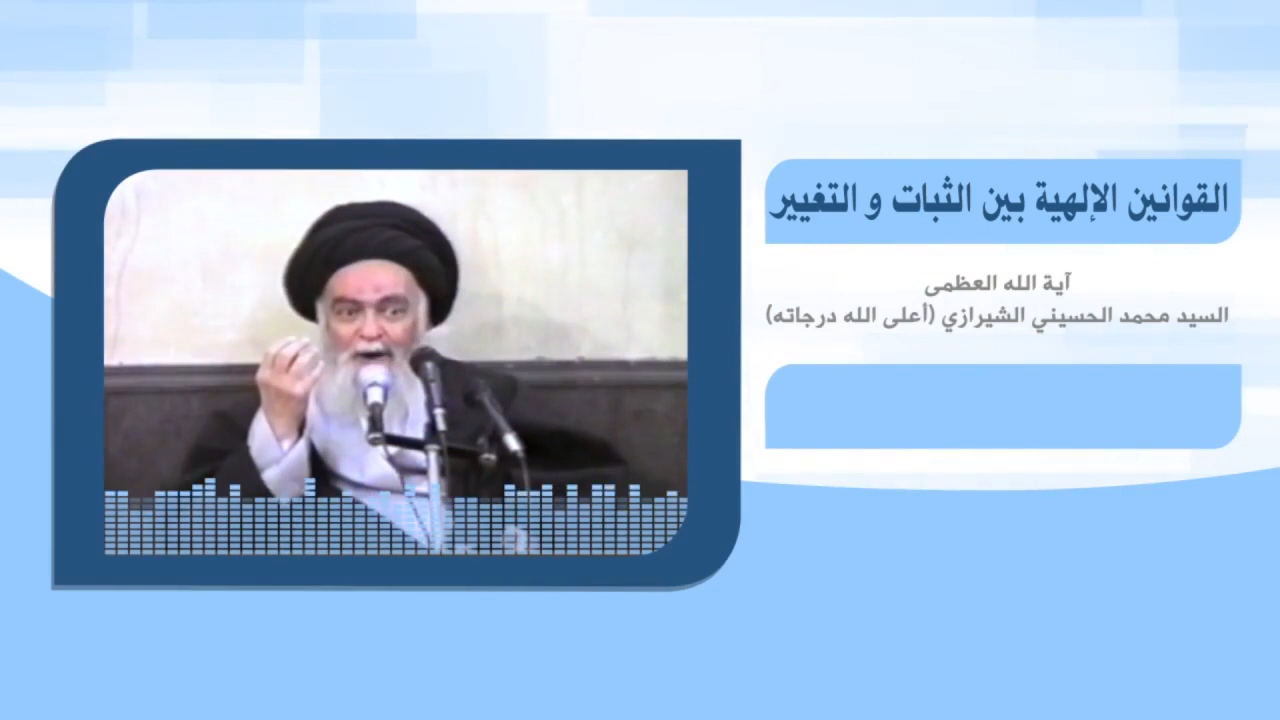 القوانين الإلهية بين الثبات و التغيير
آية الله العظمى
السيد محمد الحسيني الشيرازي (أعلى الله درجاته)